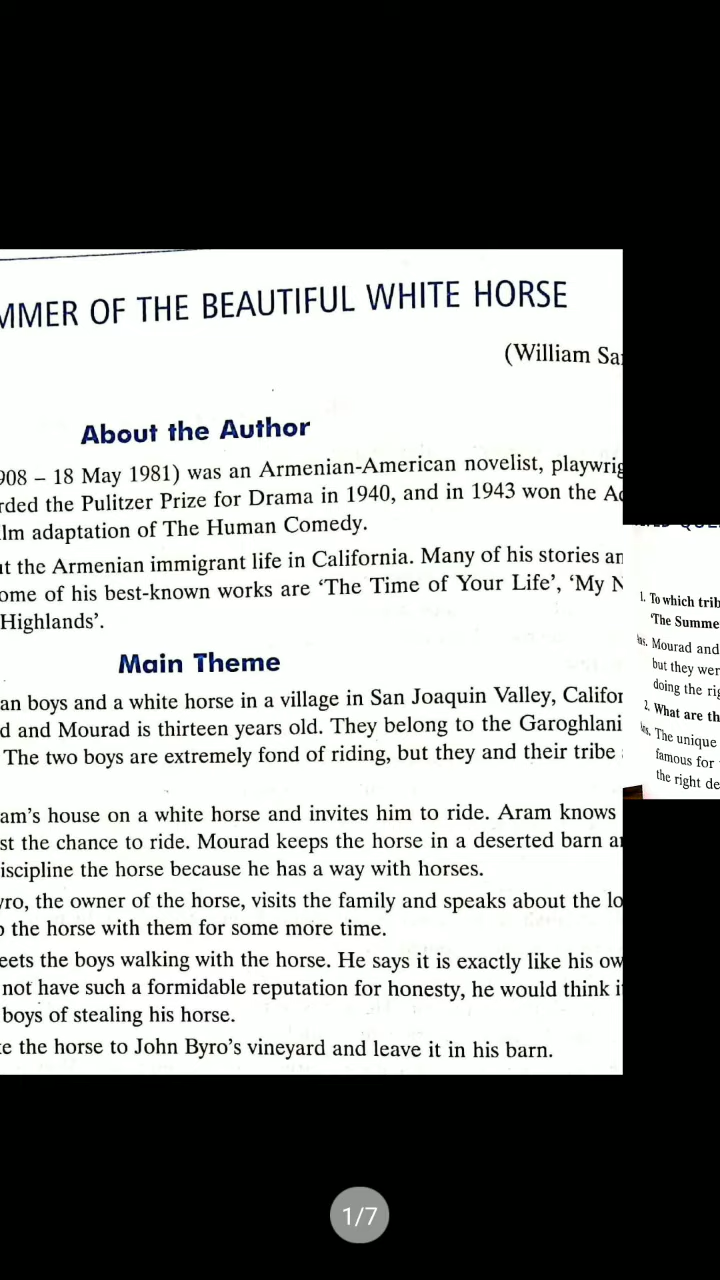 MMER OF THE BEAUTIFUL WHITE HORSE
(William Sa
About the Author
908 – 18 May 1981) was an Armenian-American novelist, playwrig
rded the Pulitzer Prize for Drama in 1940, and in 1943 won the Ac
lm adaptation of The Human Comedy.
t the Armenian immigrant life in California. Many of his stories an
ome of his best-known works are ‘The Time of Your Life’, ‘My N
Highlands’.
Main Theme
an boys and a white horse in a village in San Joaquin Valley, Califor
d and Mourad is thirteen years old. They belong to the Garoghlani
The two boys are extremely fond of riding, but they and their tribe
am’s house on a white horse and invites him to ride. Aram knows
st the chance to ride. Mourad keeps the horse in a deserted barn a
iscipline the horse because he has a way with horses.
yro, the owner of the horse, visits the family and speaks about the lo
the horse with them for some more time.
eets the boys walking with the horse. He says it is exactly like his ow
not have such a formidable reputation for honesty, he would think i
boys of stealing his horse.
e the horse to John Byro’s vineyard and leave it in his barn.
1. To which trib
‘The Summe
Ans. Mourad and
but they wer
doing the rig
2. What are th
Ans. The unique
famous for
the right de
1/7